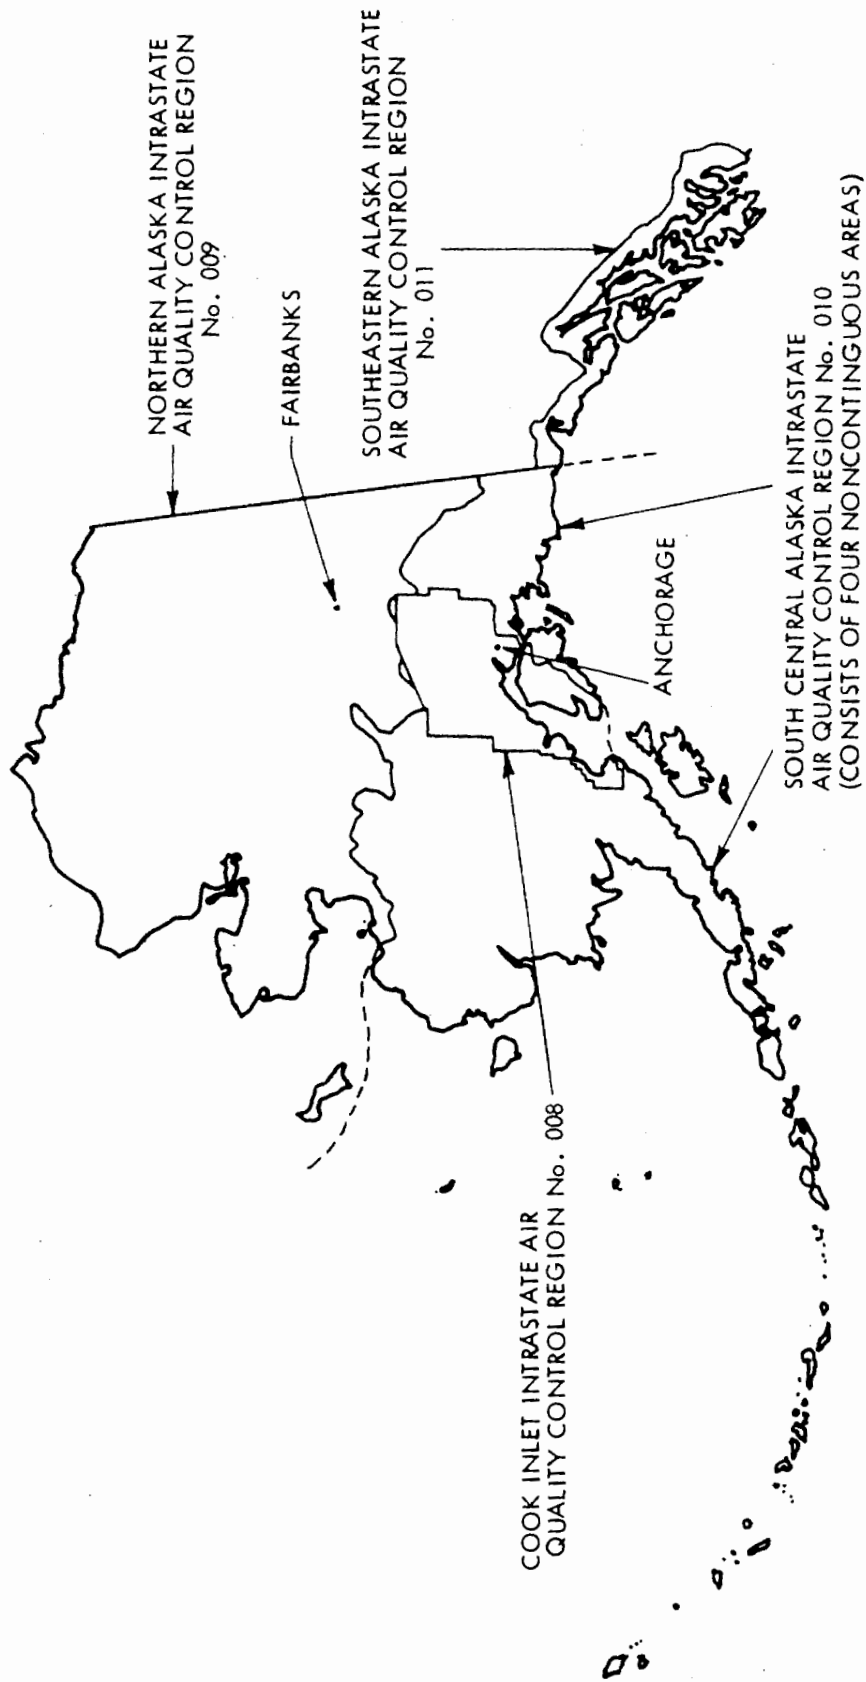 NORTHERN ALASKA INTRASTATE
AIR QUALITY CONTROL REGION
No. 009
FAIRBANKS
SOUTHEASTERN ALASKA INTRASTATE
AIR QUALITY CONTROL REGION
No. 011
ANCHORAGE
SOUTH CENTRAL ALASKA INTRASTATE
AIR QUALITY CONTROL REGION No. 010
(CONSISTS OF FOUR NONCONTINGUOUS AREAS)
COOK INLET INTRASTATE AIR
QUALITY CONTROL REGION No. 008